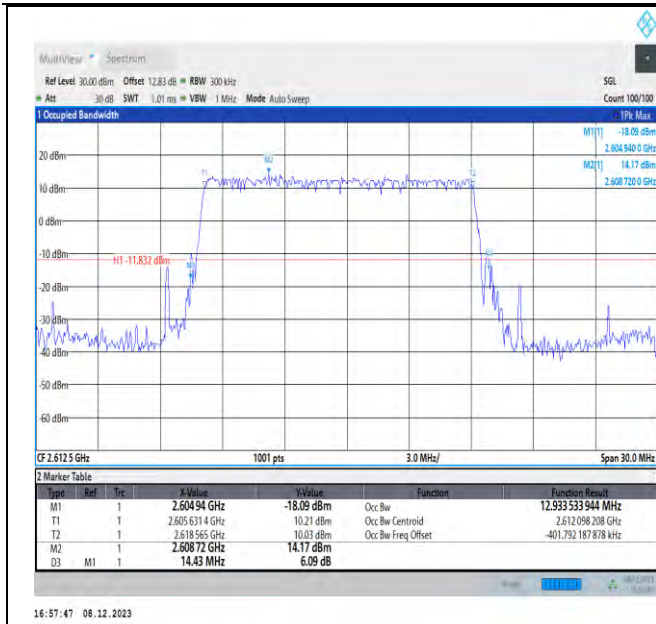 MultiView Spectrum
Ref Level 30.00 dBm Offset 12.83 dB RBW 300 kHz SGL
Att 30 dB SWT 1.01 ms VBW 1 MHz Mode Auto Sweep Count 100/100
1 Occupied Bandwidth 1Pk Max
M1[1] -18.09 dBm
2.604 940 0 GHz
M2[1] 14.17 dBm
2.608 720 0 GHz
20 dBm
T1 M2 T2
10 dBm
0 dBm
-10 dBm
H1 -11.832 dBm
M1 D3
-20 dBm
-30 dBm
-40 dBm
-50 dBm
-60 dBm
CF 2.612 5 GHz 1001 pts 3.0 MHz/ Span 30.0 MHz
2 Marker Table
Type Ref Trc X-Value Y-Value Function Function Result
M1 1 2.604 94 GHz -18.09 dBm Occ Bw 12.933 533 944 MHz
T1 1 2.605 631 4 GHz 10.21 dBm Occ Bw Centroid 2.612 098 208 GHz
T2 1 2.618 565 GHz 10.03 dBm Occ Bw Freq Offset -401.792 187 878 kHz
M2 1 2.608 72 GHz 14.17 dBm
D3 M1 1 14.43 MHz 6.09 dB
16:57:47 08.12.2023